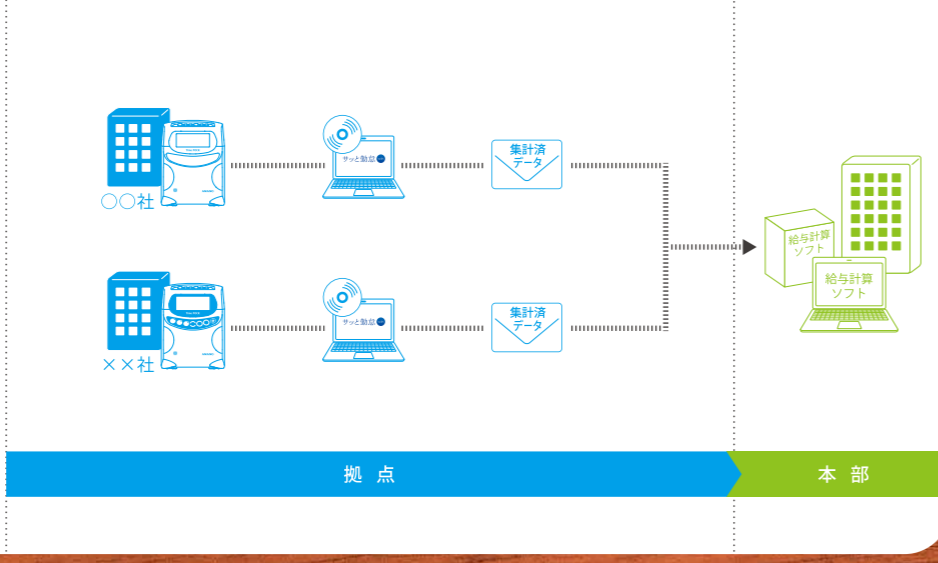 サッと勤怠
集計済
データ
○○社
給与計算
ソフト
給与計算
ソフト
サッと勤怠
集計済
データ
××社
拠点
本部